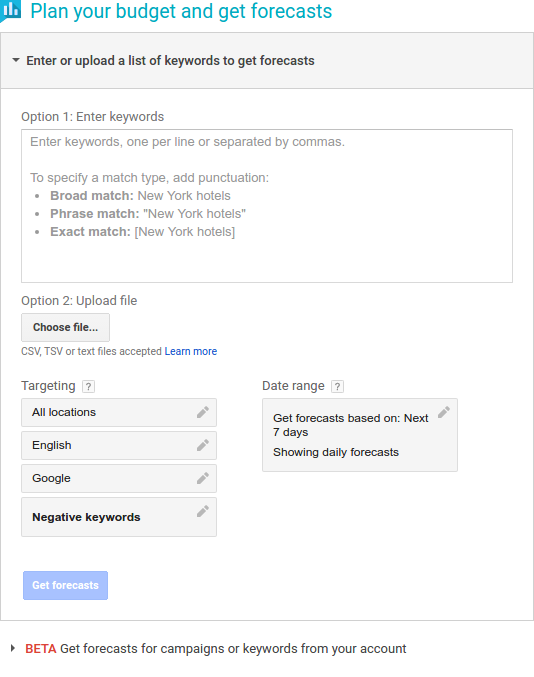 Plan your budget and get forecasts
Enter or upload a list of keywords to get forecasts
Option 1: Enter keywords
Enter keywords, one per line or separated by commas.
To specify a match type, add punctuation:
• Broad match: New York hotels
• Phrase match: "New York hotels"
• Exact match: [New York hotels]
Option 2: Upload file
Choose file...
CSV, TSV or text files accepted Learn more
Targeting ?
All locations
English
Google
Negative keywords
Date range ?
Get forecasts based on: Next
7 days
Showing daily forecasts
Get forecasts
BETA Get forecasts for campaigns or keywords from your account